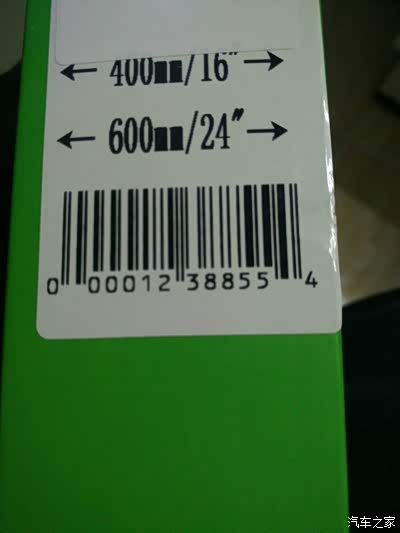 ← 400mm/16" →
← 600mm/24" →
0 00012 38855 4
汽车之家